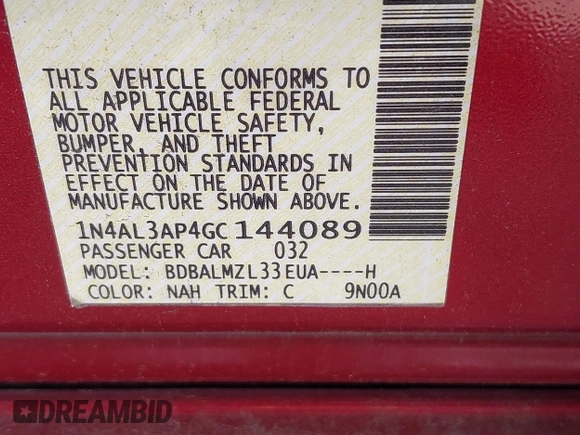 THIS VEHICLE CONFORMS TO
ALL APPLICABLE FEDERAL
MOTOR VEHICLE SAFETY,
BUMPER, AND THEFT
PREVENTION STANDARDS IN
EFFECT ON THE DATE OF
MANUFACTURE SHOWN ABOVE.
1N4AL3AP4GC144089
PASSENGER CAR 032
MODEL: BDBALMZL33EUA----H
COLOR: NAH TRIM: C 9N00A
DREAMBID